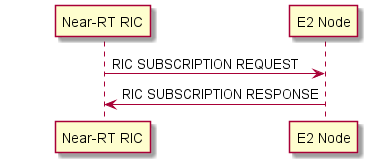 Near-RT RIC
E2 Node
RIC SUBSCRIPTION REQUEST
RIC SUBSCRIPTION RESPONSE
Near-RT RIC
E2 Node